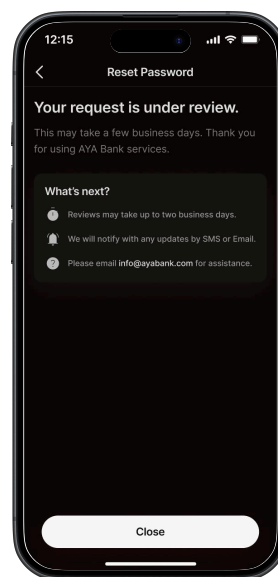 12:15
Reset Password
Your request is under review.
This may take a few business days. Thank you
for using AYA Bank services.
What's next?
Reviews may take up to two business days.
We will notify with any updates by SMS or Email.
Please email info@ayabank.com for assistance.
Close